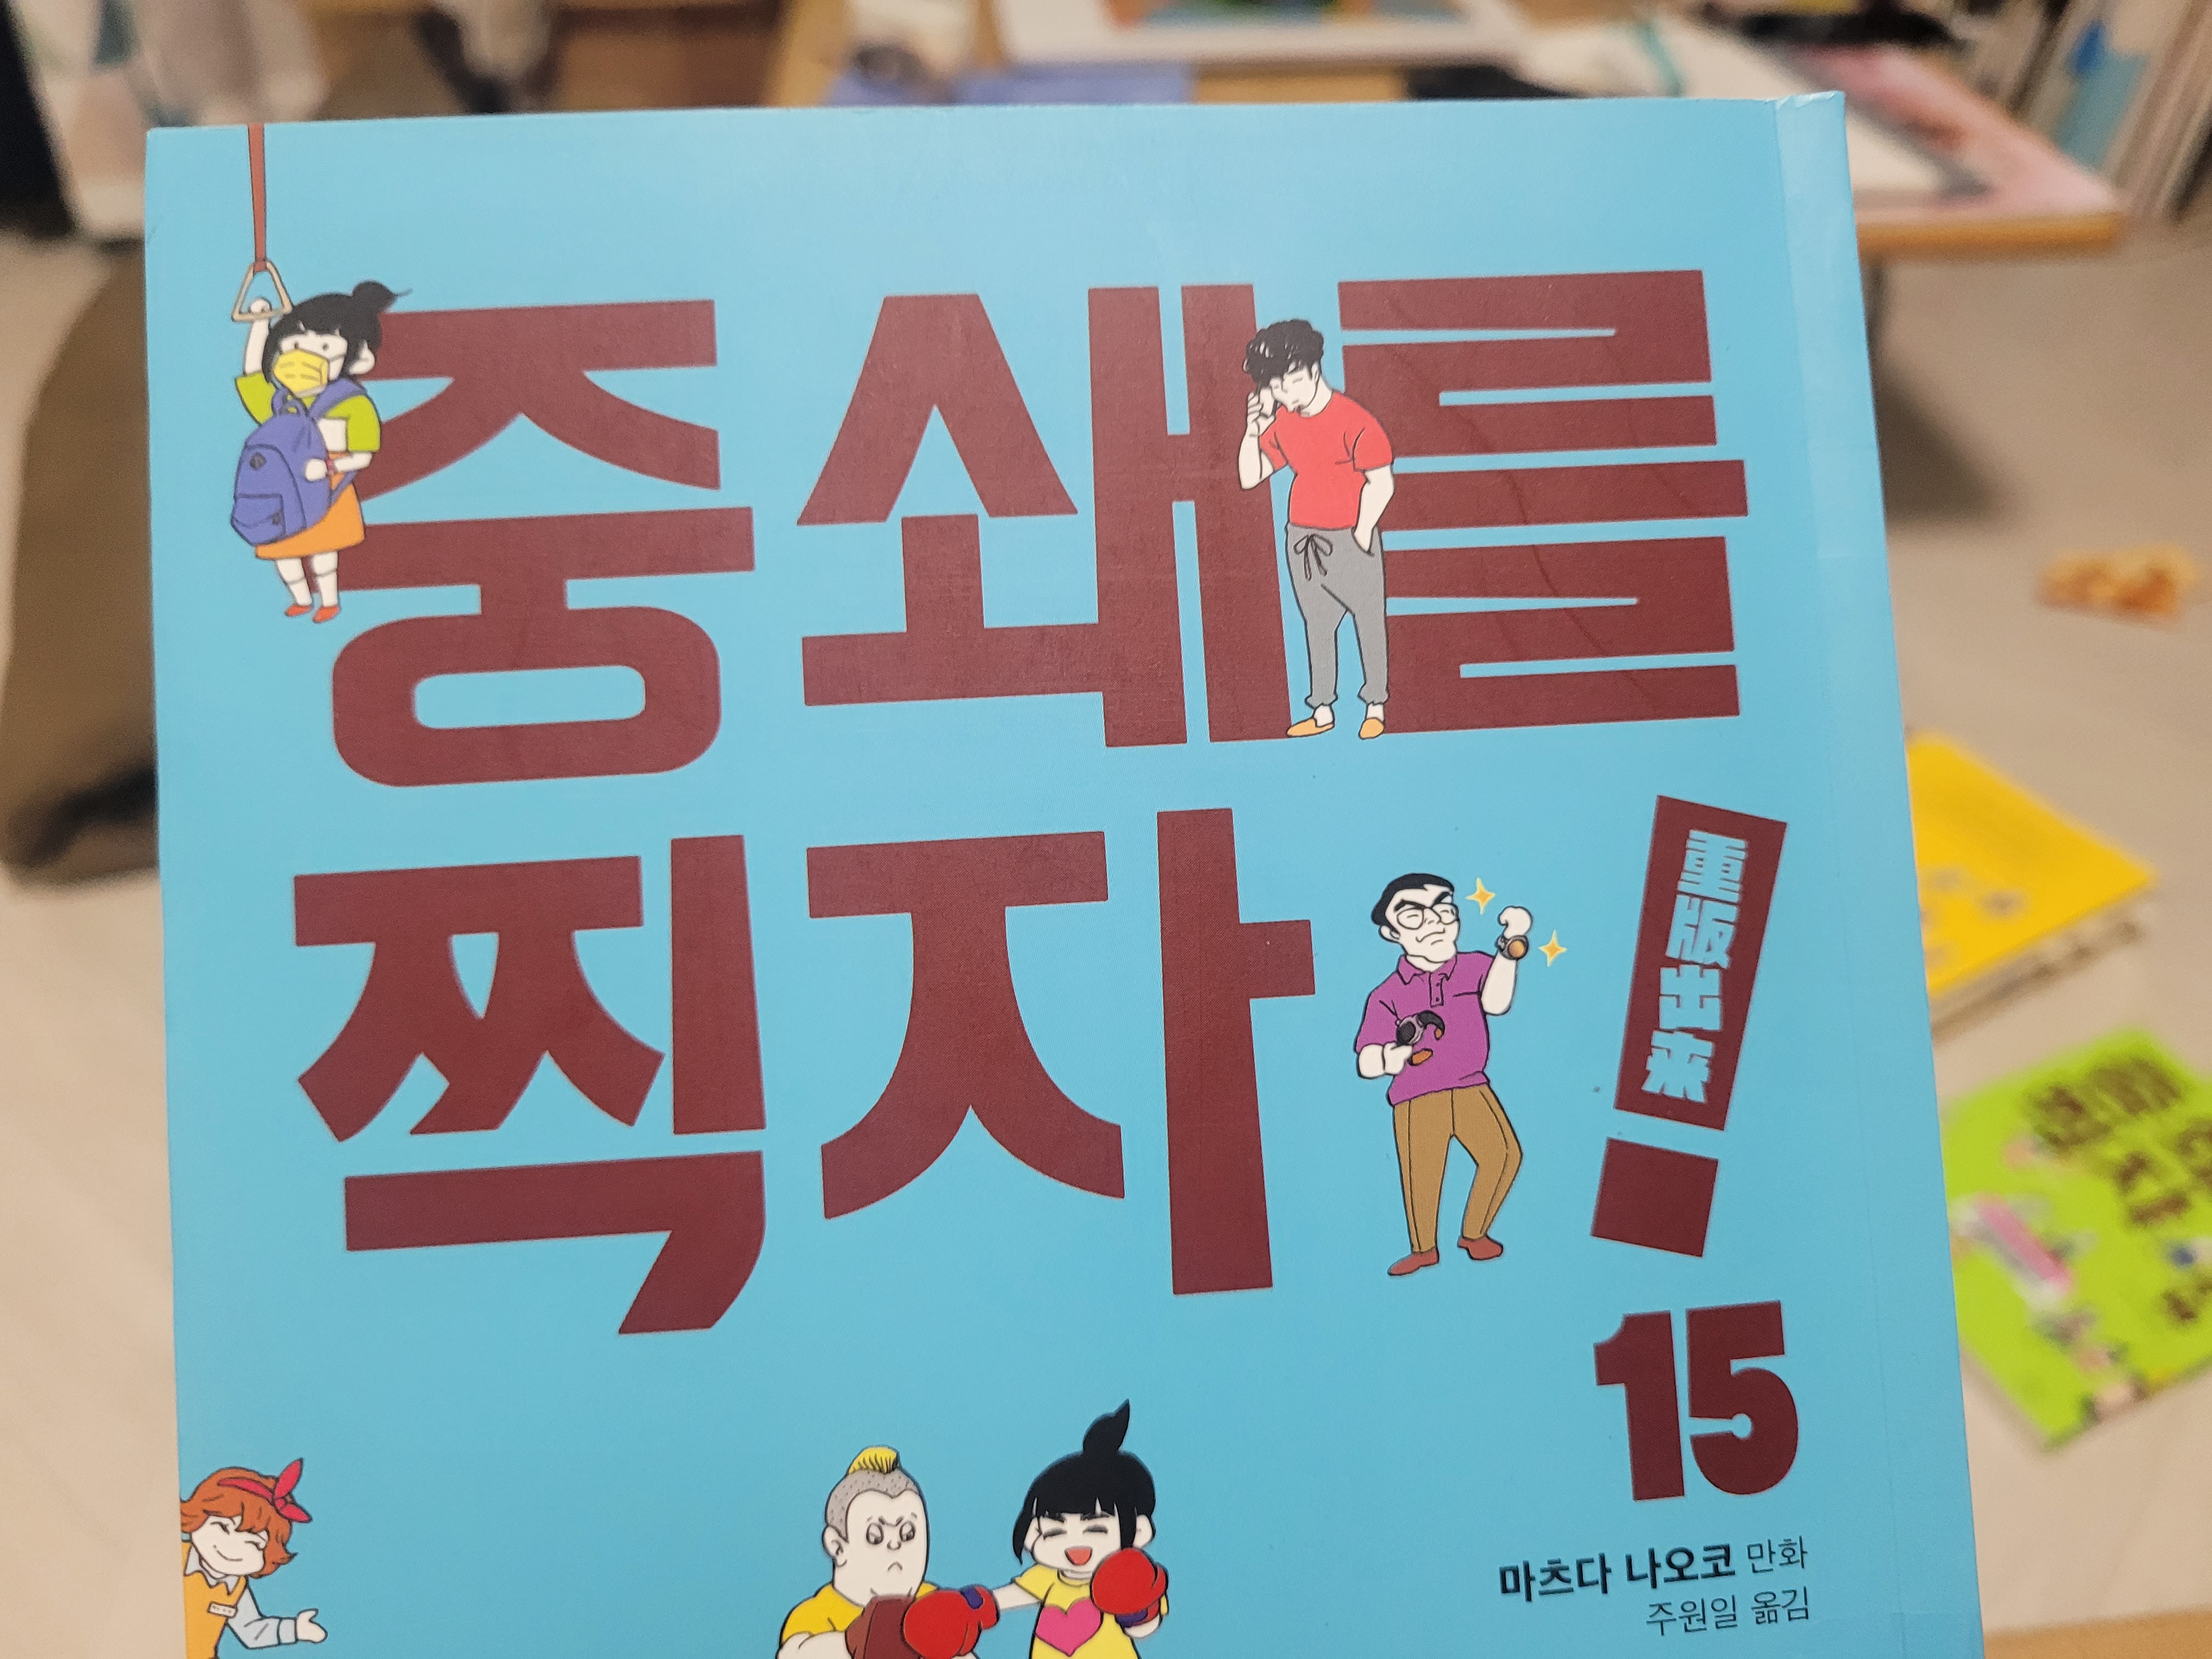 중쇄를
찍자!
重版出来
15
마츠다 나오코 만화
주원일 옮김